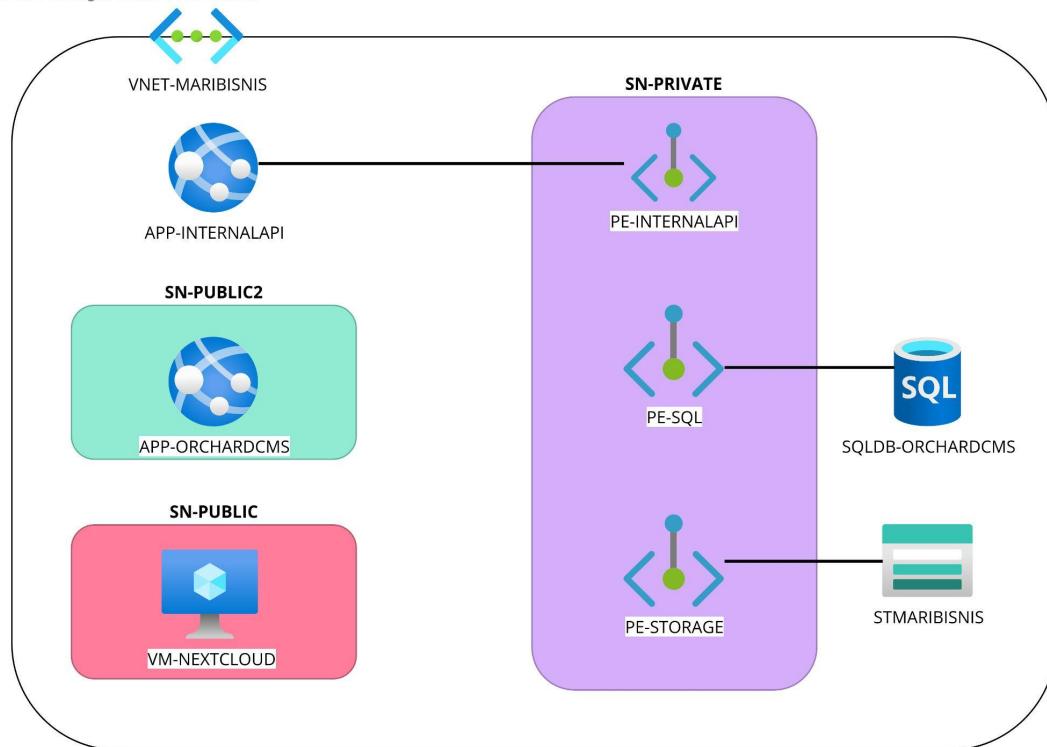 VNET-MARIBISNIS
SN-PRIVATE
APP-INTERNALAPI
PE-INTERNALAPI
SN-PUBLIC2
APP-ORCHARDCMS
PE-SQL
SQL
SQLDB-ORCHARDCMS
SN-PUBLIC
VM-NEXTCLOUD
PE-STORAGE
STMARIBISNIS